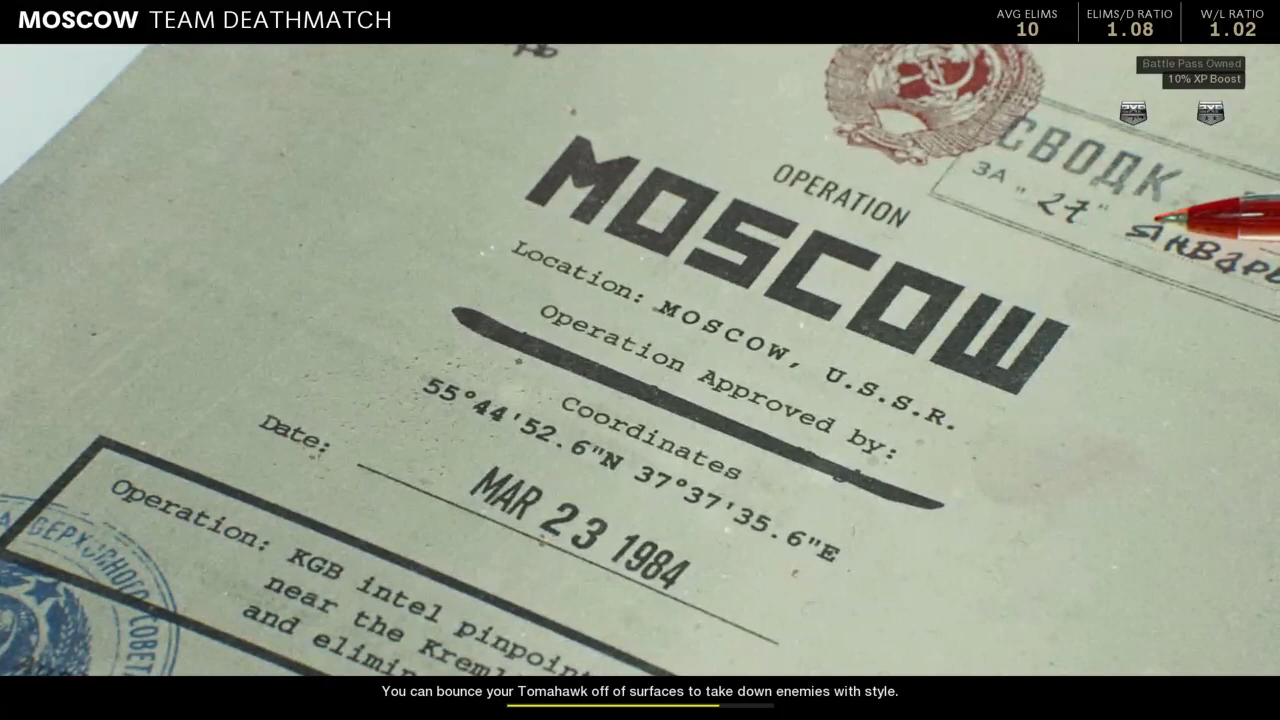 MOSCOW TEAM DEATHMATCH
AVG ELIMS
10
ELIMS/D RATIO
1.08
W/L RATIO
1.02
Battle Pass Owned
10% XP Boost
СВОДК
ЗА "27"
январь
OPERATION
MOSCOW
Location: MOSCOW, U.S.S.R.
Operation Approved by:
Coordinates
55°44'52.6"N 37°37'35.6"E
Date:
MAR 23 1984
Operation: KGB intel pinpoint
near the Kreml
and elimin
You can bounce your Tomahawk off of surfaces to take down enemies with style.